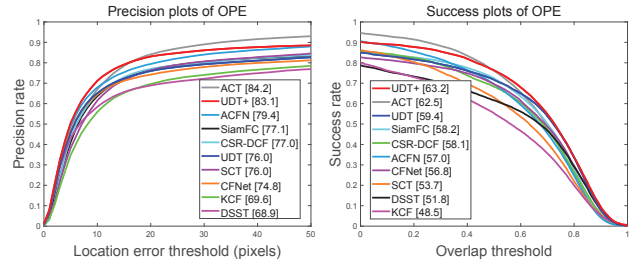 Precision plots of OPE
Precision rate
1
0.9
0.8
0.7
0.6
0.5
0.4
0.3
0.2
0.1
0
ACT [84.2]
UDT+ [83.1]
ACFN [79.4]
SiamFC [77.1]
CSR-DCF [77.0]
UDT [76.0]
SCT [76.0]
CFNet [74.8]
KCF [69.6]
DSST [68.9]
0 10 20 30 40 50
Location error threshold (pixels)
Success plots of OPE
Success rate
1
0.9
0.8
0.7
0.6
0.5
0.4
0.3
0.2
0.1
0
UDT+ [63.2]
ACT [62.5]
UDT [59.4]
SiamFC [58.2]
CSR-DCF [58.1]
ACFN [57.0]
CFNet [56.8]
SCT [53.7]
DSST [51.8]
KCF [48.5]
0 0.2 0.4 0.6 0.8 1
Overlap threshold